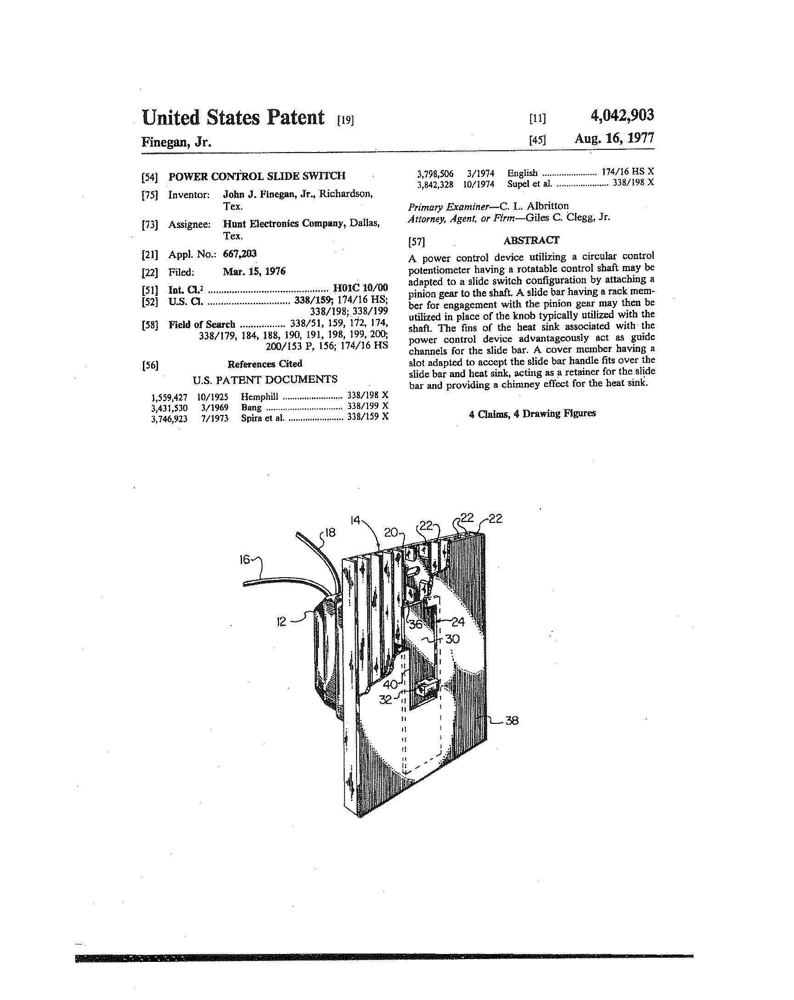 United States Patent [19]
Finegan, Jr.
[11] 4,042,903
[45] Aug. 16, 1977
[54] POWER CONTROL SLIDE SWITCH
[75] Inventor: John J. Finegan, Jr., Richardson,
Tex.
[73] Assignee: Hunt Electronics Company, Dallas,
Tex.
[21] Appl. No.: 667,203
[22] Filed: Mar. 15, 1976
[51] Int. Cl.² ............................................ H01C 10/00
[52] U.S. Cl. ............................... 338/159; 174/16 HS;
338/198; 338/199
[58] Field of Search ................. 338/51, 159, 172, 174,
338/179, 184, 188, 190, 191, 198, 199, 200;
200/153 P, 156; 174/16 HS
[56] References Cited
U.S. PATENT DOCUMENTS
1,559,427 10/1925 Hemphill ......................... 338/198 X
3,431,530 3/1969 Bang ................................ 338/199 X
3,746,923 7/1973 Spira et al. ....................... 338/159 X
3,798,506 3/1974 English ....................... 174/16 HS X
3,842,328 10/1974 Supel et al. ...................... 338/198 X
Primary Examiner—C. L. Albritton
Attorney, Agent, or Firm—Giles C. Clegg, Jr.
[57] ABSTRACT
A power control device utilizing a circular control
potentiometer having a rotatable control shaft may be
adapted to a slide switch configuration by attaching a
pinion gear to the shaft. A slide bar having a rack mem-
ber for engagement with the pinion gear may then be
utilized in place of the knob typically utilized with the
shaft. The fins of the heat sink associated with the
power control device advantageously act as guide
channels for the slide bar. A cover member having a
slot adapted to accept the slide bar handle fits over the
slide bar and heat sink, acting as a retainer for the slide
bar and providing a chimney effect for the heat sink.
4 Claims, 4 Drawing Figures
14
18
20
22
22
22
16
12
36
24
30
40
32
38